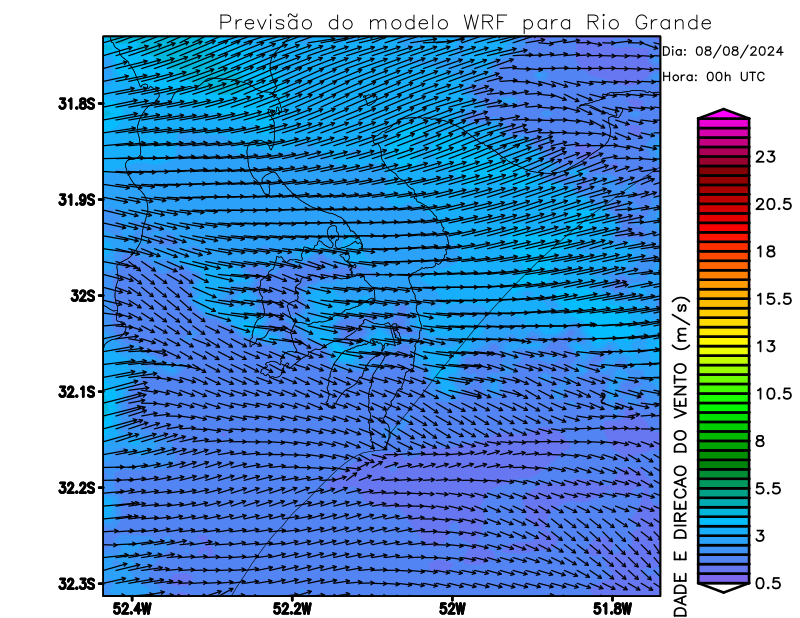 Previsão do modelo WRF para Rio Grande
Dia: 08/08/2024
Hora: 00h UTC
31.8S
31.9S
32S
32.1S
32.2S
32.3S
52.4W
52.2W
52W
51.8W
23
20.5
18
15.5
13
10.5
8
5.5
3
0.5
DADE E DIRECAO DO VENTO (m/s)